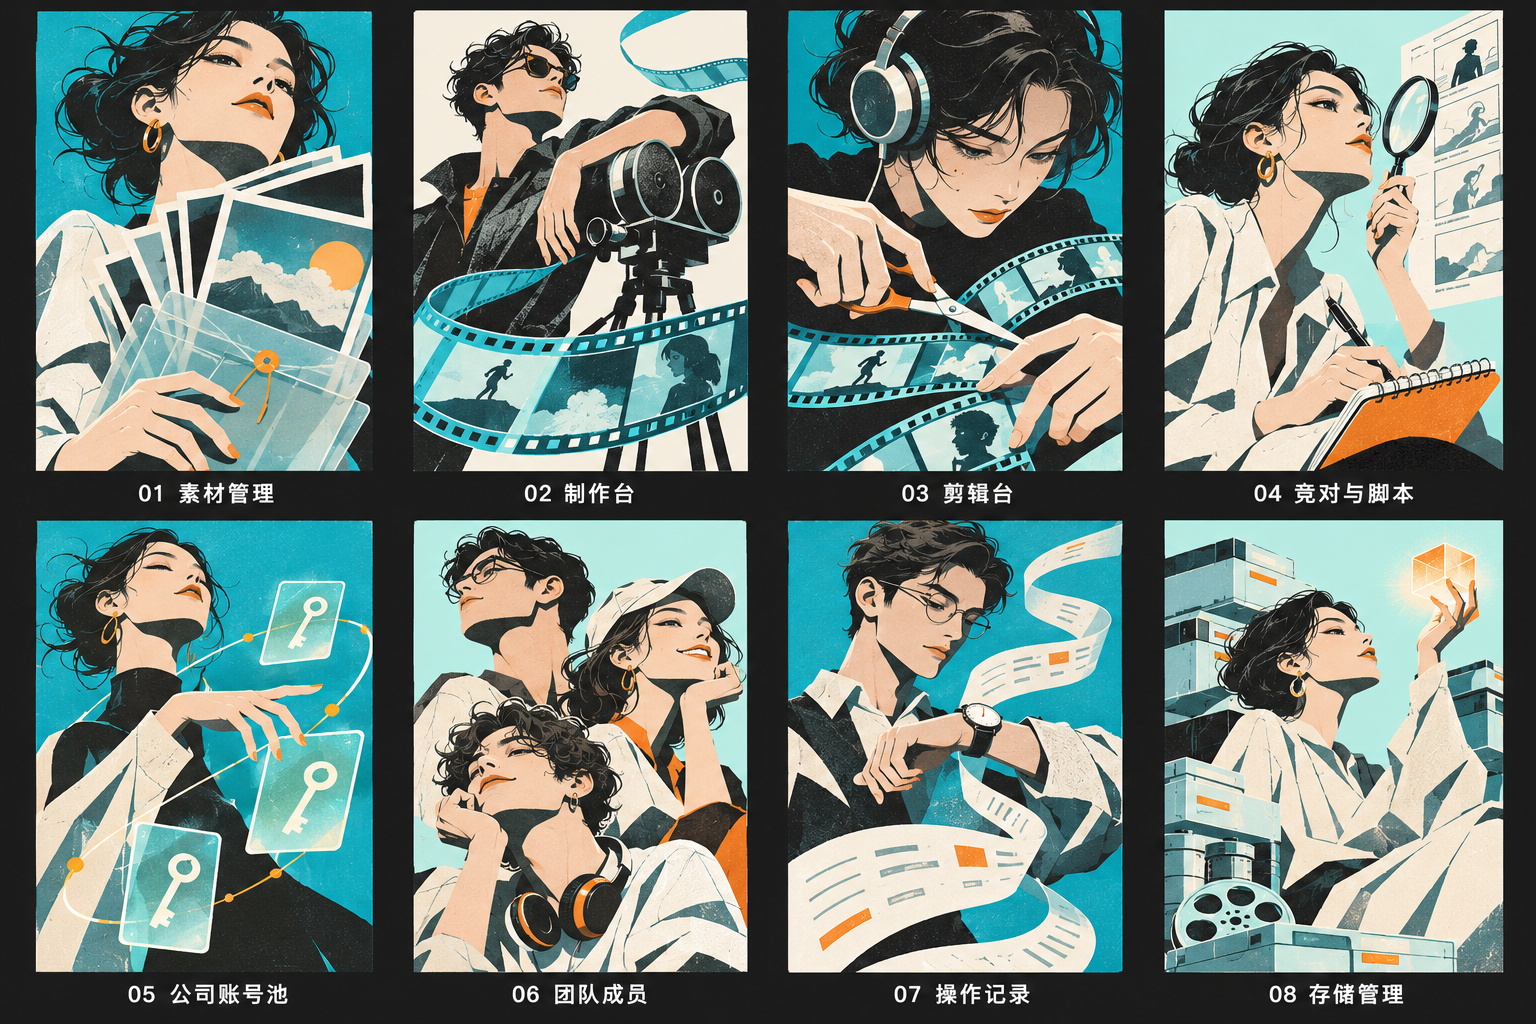 01 素材管理
02 制作台
03 剪辑台
04 竞对与脚本
05 公司账号池
06 团队成员
07 操作记录
08 存储管理